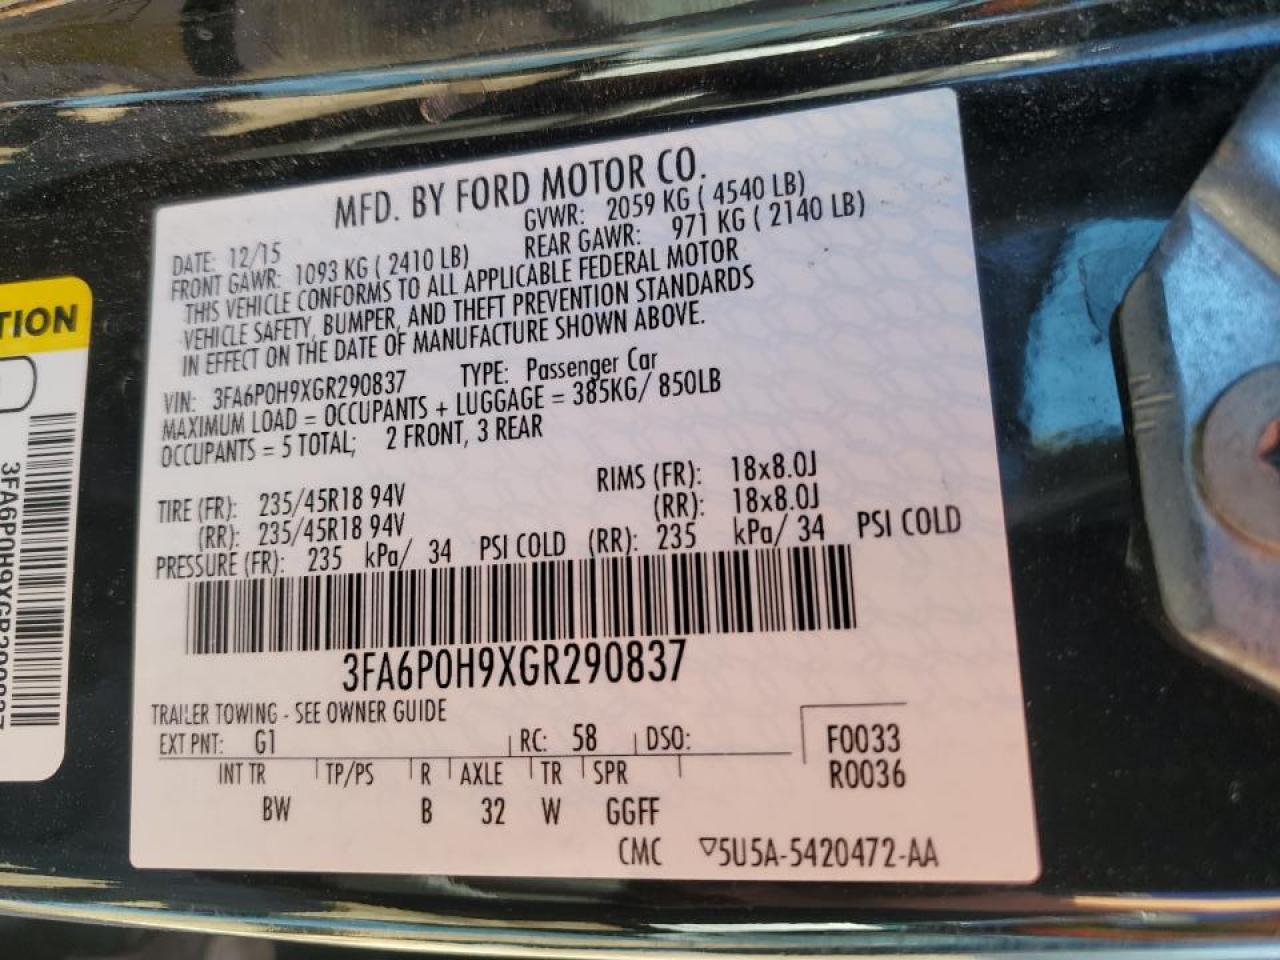 MFD. BY FORD MOTOR CO.
DATE: 12/15 GVWR: 2059 KG ( 4540 LB)
FRONT GAWR: 1093 KG ( 2410 LB) REAR GAWR: 971 KG ( 2140 LB)
THIS VEHICLE CONFORMS TO ALL APPLICABLE FEDERAL MOTOR
VEHICLE SAFETY, BUMPER, AND THEFT PREVENTION STANDARDS
IN EFFECT ON THE DATE OF MANUFACTURE SHOWN ABOVE.
VIN: 3FA6P0H9XGR290837 TYPE: Passenger Car
MAXIMUM LOAD = OCCUPANTS + LUGGAGE = 385KG/ 850LB
OCCUPANTS = 5 TOTAL; 2 FRONT, 3 REAR
TIRE (FR): 235/45R18 94V RIMS (FR): 18x8.0J
(RR): 235/45R18 94V (RR): 18x8.0J
PRESSURE (FR): 235 kPa/ 34 PSI COLD (RR): 235 kPa/ 34 PSI COLD
3FA6P0H9XGR290837
TRAILER TOWING - SEE OWNER GUIDE
EXT PNT: G1 RC: 58 DSO: F0033
INT TR TP/PS R AXLE TR SPR R0036
BW B 32 W GGFF
CMC ▽5U5A-5420472-AA
TION